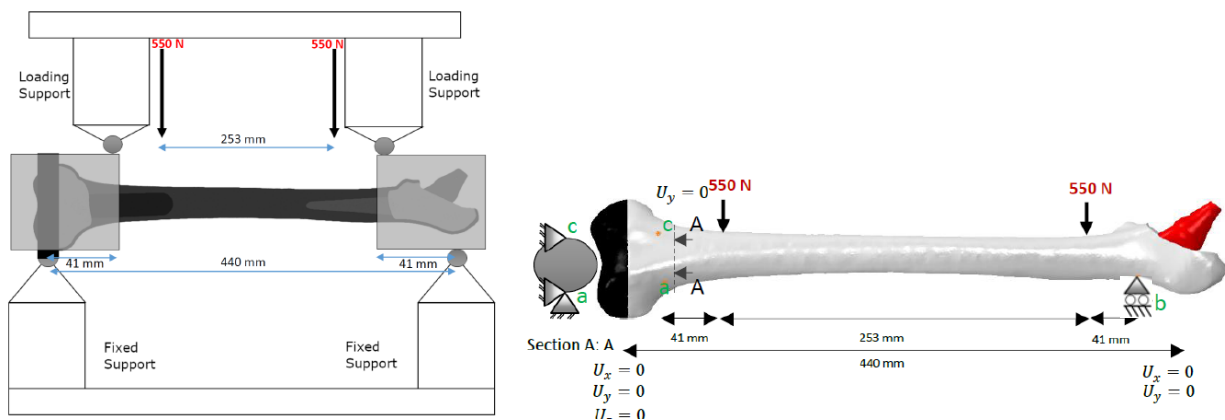 550 N
550 N
Loading
Support
Loading
Support
253 mm
41 mm
440 mm
41 mm
Fixed
Support
Fixed
Support
U_y = 0
550 N
550 N
c
c
A
a
a
A
b
41 mm
253 mm
41 mm
440 mm
Section A: A
U_x = 0
U_y = 0
U_x = 0
U_y = 0